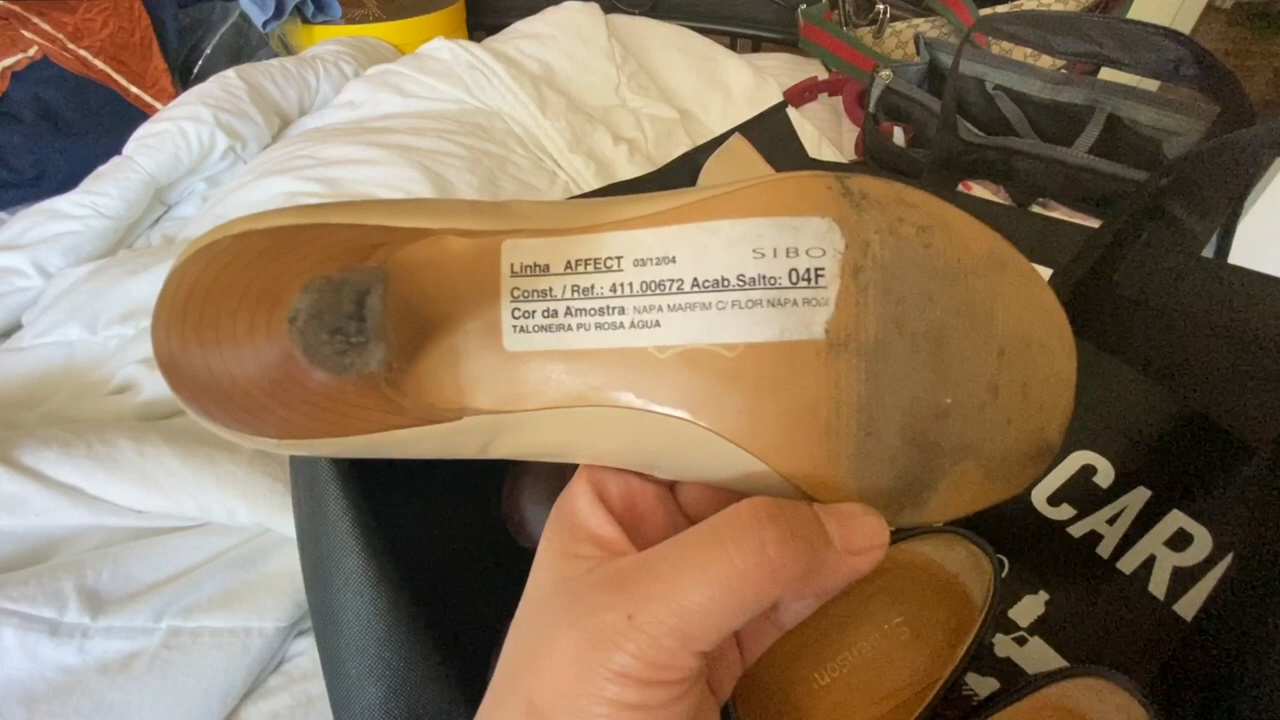 SIBO
Linha AFFECT 03/12/04
Const. / Ref.: 411.00672 Acab.Salto: 04F
Cor da Amostra: NAPA MARFIM C/ FLOR NAPA
TALONEIRA PU ROSA ÁGUA
CARI